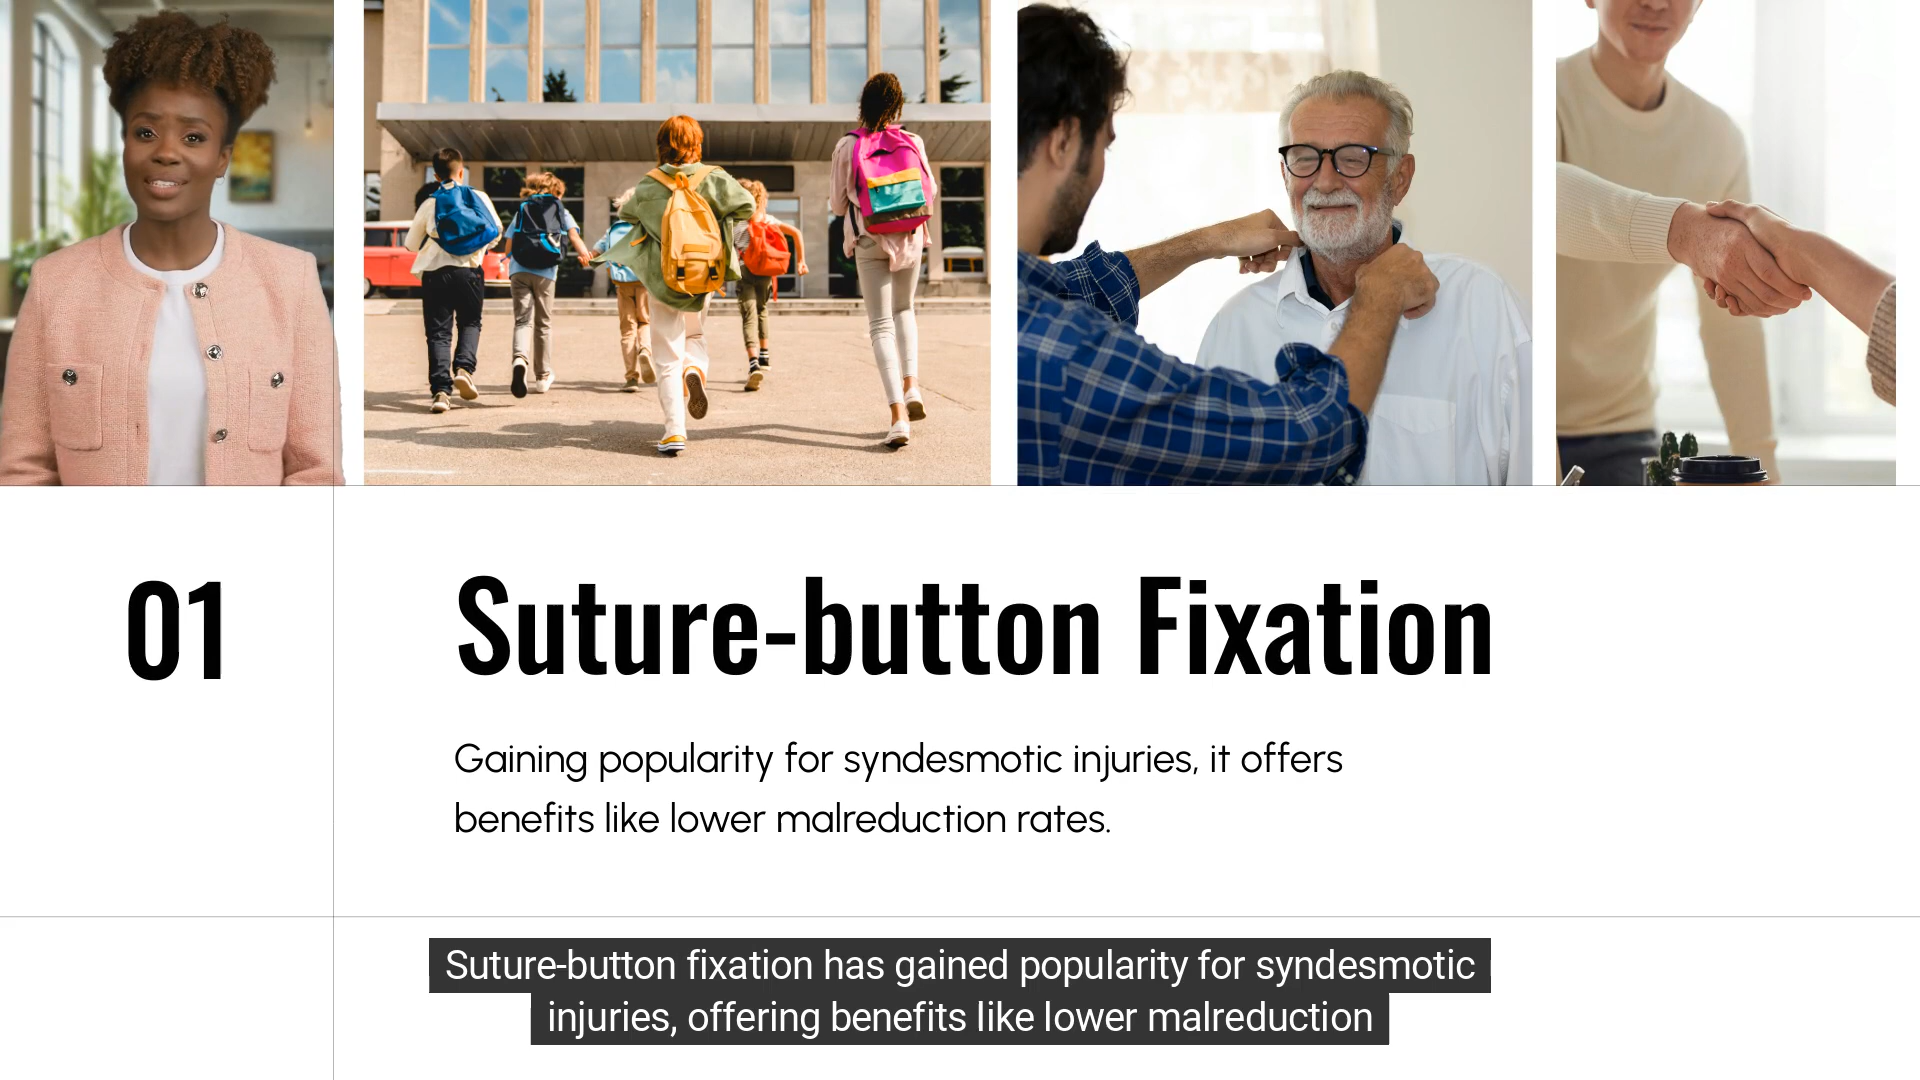 01
Suture-button Fixation
Gaining popularity for syndesmotic injuries, it offers
benefits like lower malreduction rates.
Suture-button fixation has gained popularity for syndesmotic
injuries, offering benefits like lower malreduction